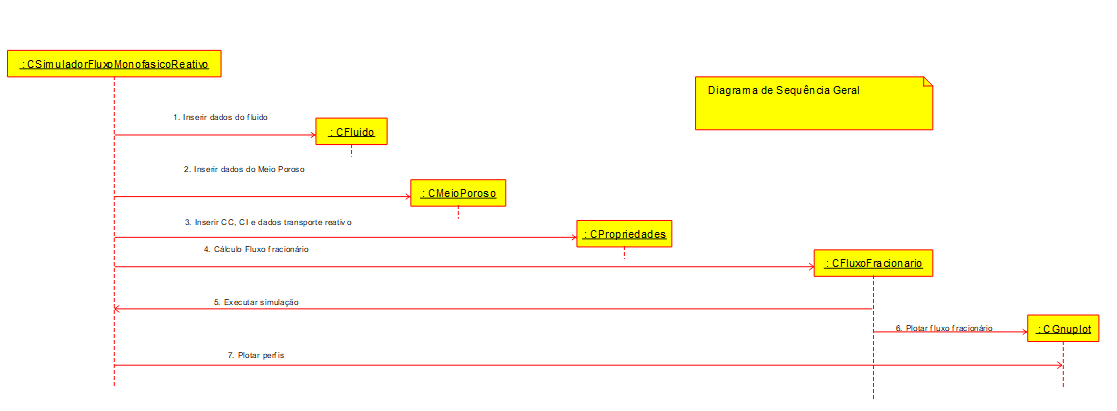 : CSimuladorFluxoMonofasicoReativo
Diagrama de Sequência Geral
1. Inserir dados do fluido
: CFluido
2. Inserir dados do Meio Poroso
: CMeioPoroso
3. Inserir CC, CI e dados transporte reativo
: CPropriedades
4. Cálculo Fluxo fracionário
: CFluxoFracionario
5. Executar simulação
6. Plotar fluxo fracionário
: CGnuplot
7. Plotar perfis